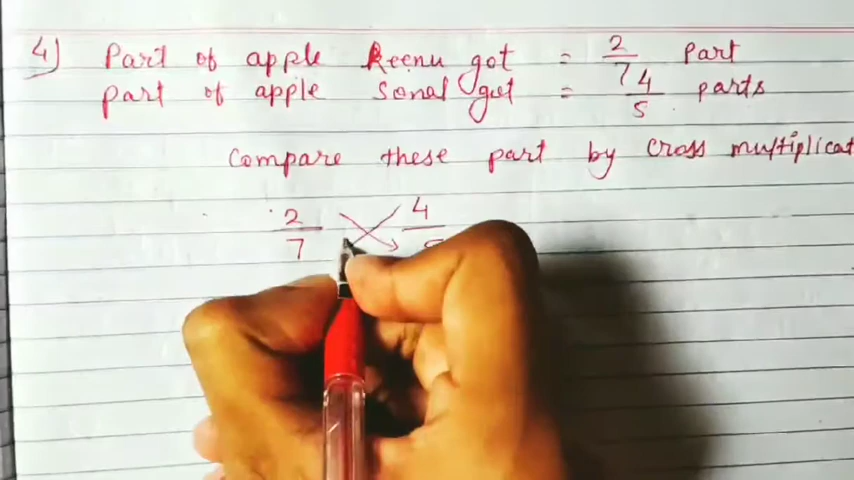 4) Part of apple Reenu got = 2/7 Part
part of apple Sonal got = 4/5 parts
Compare these part by cross multiplicat
2/7 4/5